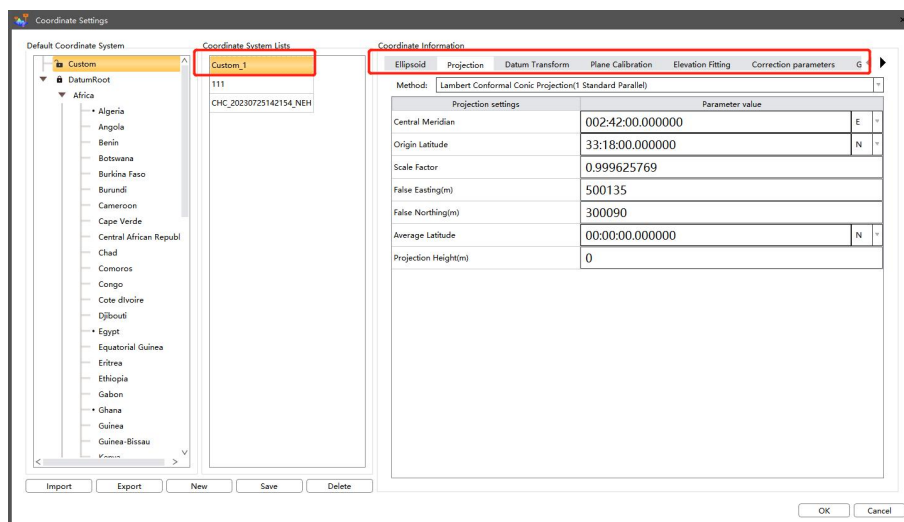 Coordinate Settings
Default Coordinate System
Custom
DatumRoot
Africa
Algeria
Angola
Benin
Botswana
Burkina Faso
Burundi
Cameroon
Cape Verde
Central African Republ
Chad
Comoros
Congo
Cote dIvoire
Djibouti
Egypt
Equatorial Guinea
Eritrea
Ethiopia
Gabon
Ghana
Guinea
Guinea-Bissau
Kenya
Coordinate System Lists
Custom_1
111
CHC_20230725142154_NEH
Coordinate Information
Ellipsoid Projection Datum Transform Plane Calibration Elevation Fitting Correction parameters G
Method: Lambert Conformal Conic Projection(1 Standard Parallel)
Projection settings Parameter value
Central Meridian 002:42:00.000000 E
Origin Latitude 33:18:00.000000 N
Scale Factor 0.999625769
False Easting(m) 500135
False Northing(m) 300090
Average Latitude 00:00:00.000000 N
Projection Height(m) 0
Import Export New Save Delete
OK Cancel